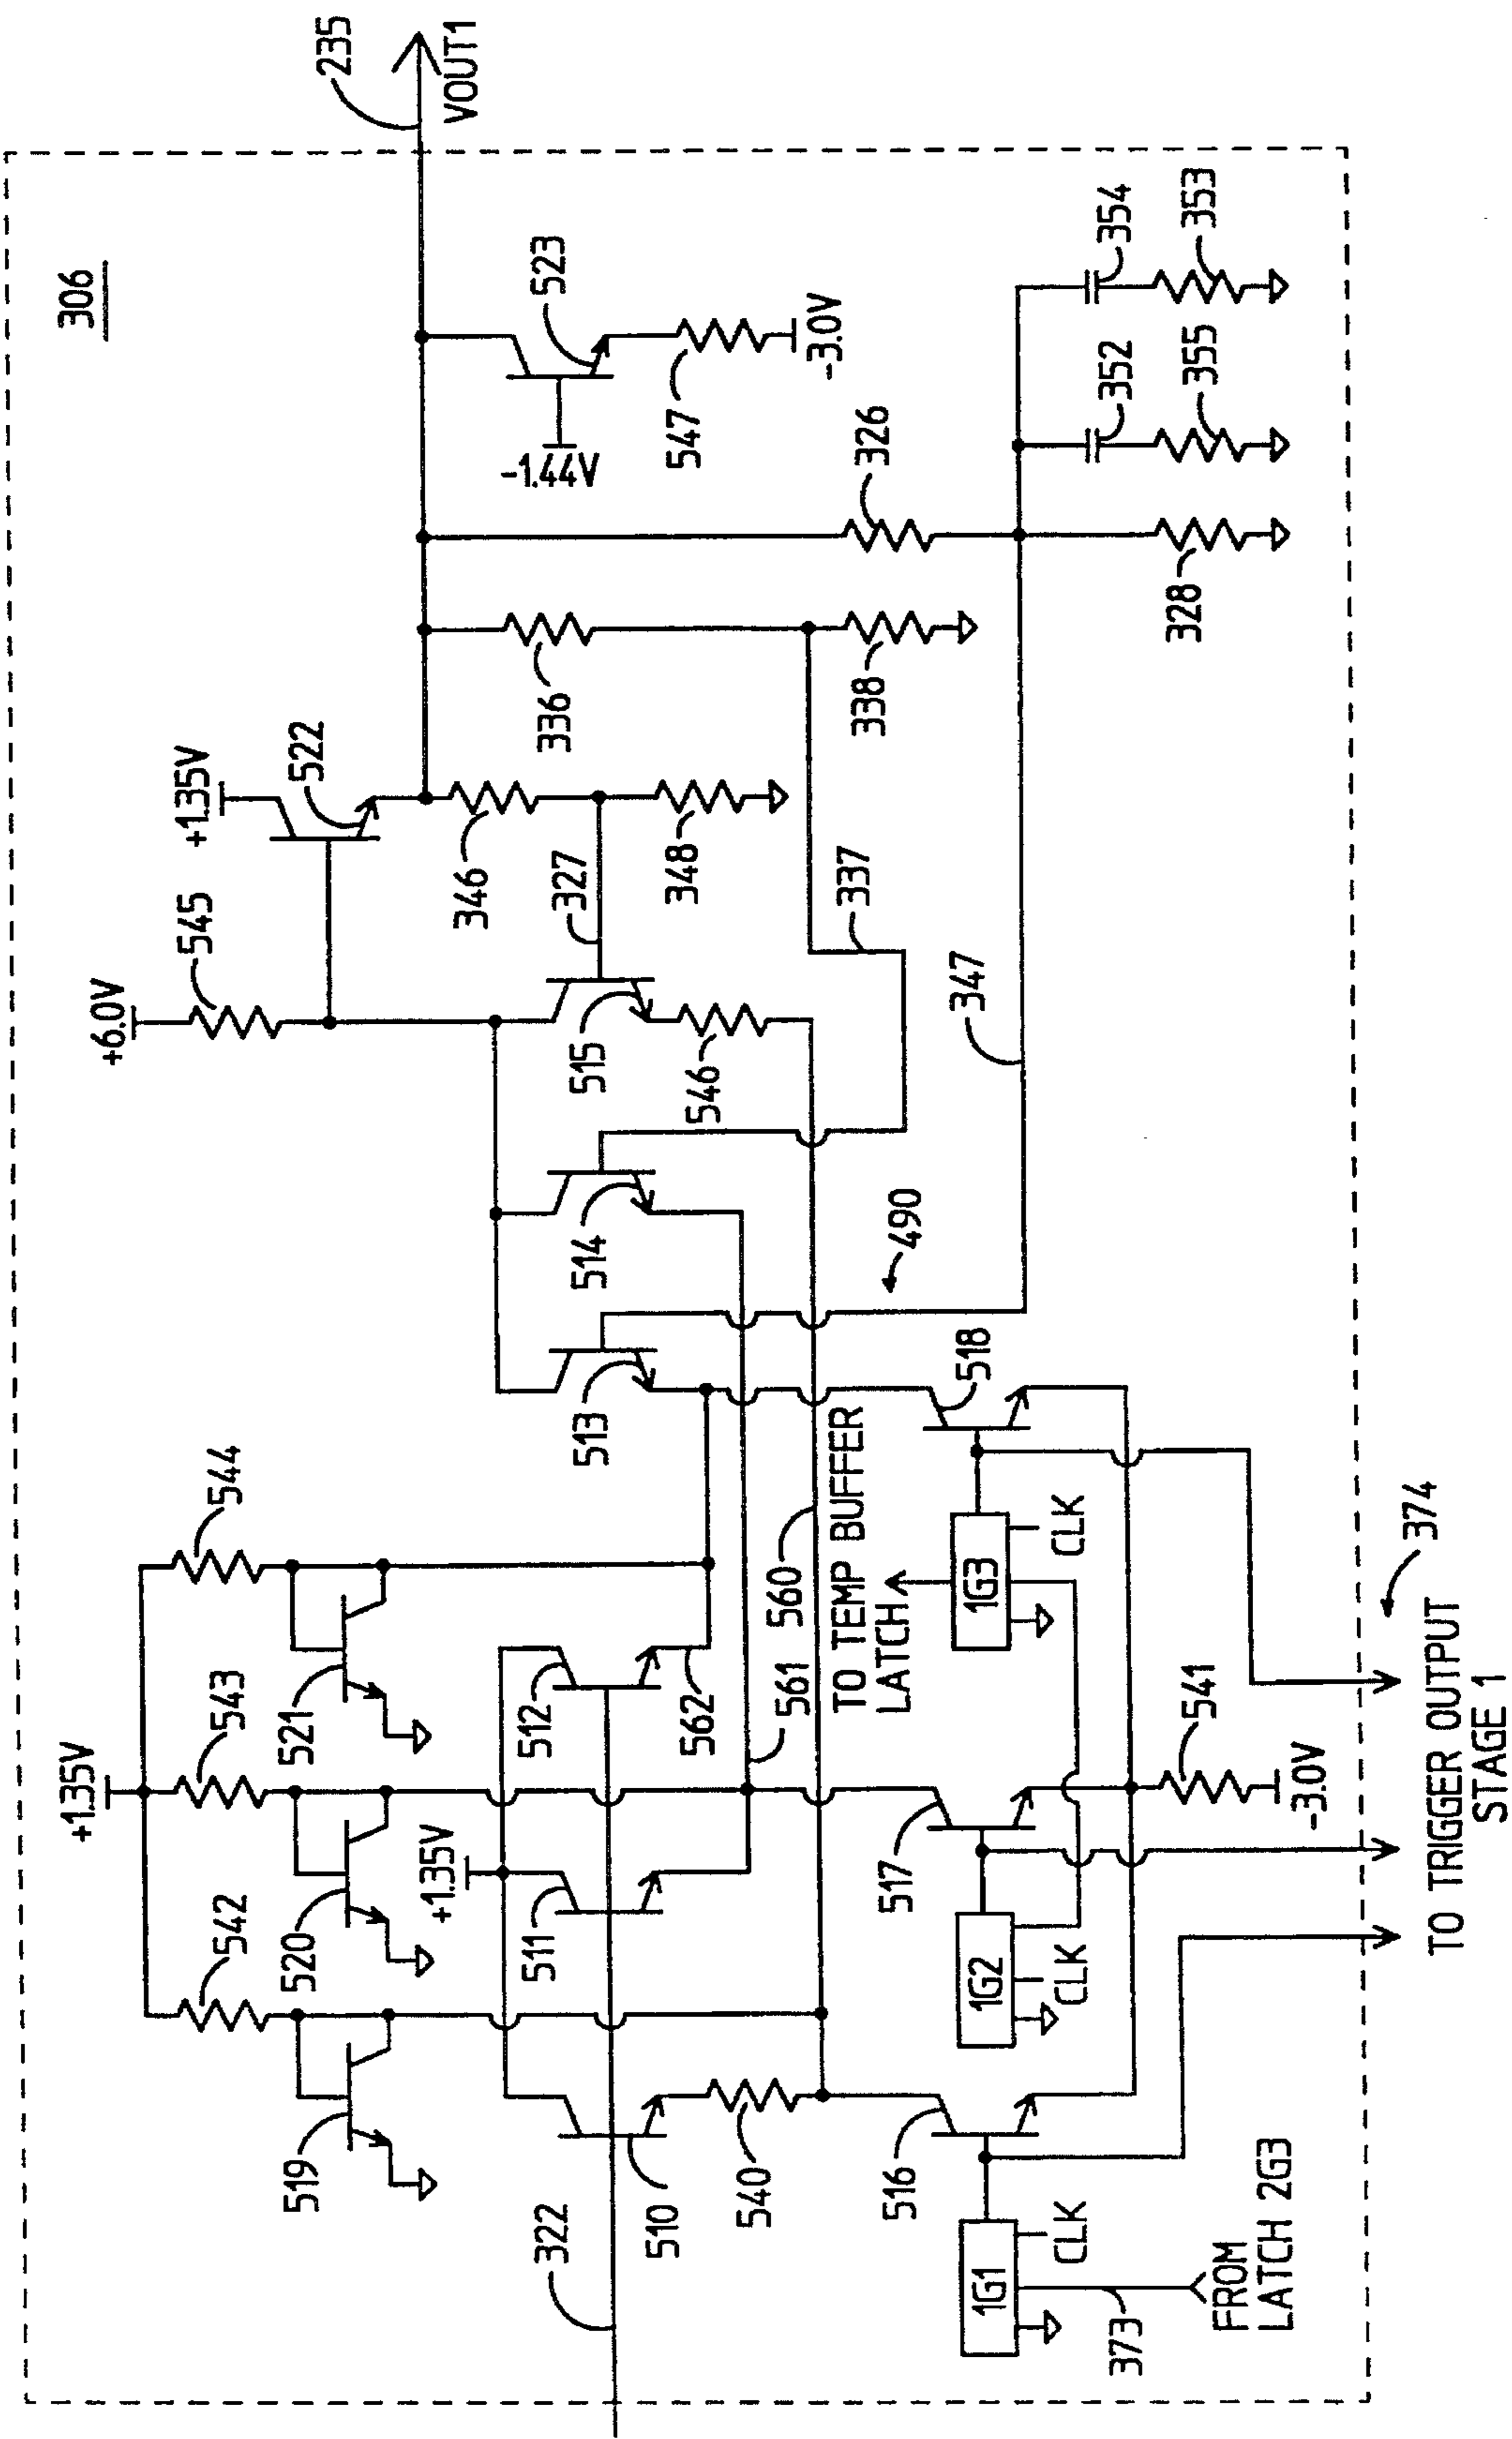 306
235
VOUT1
+1.35V
522
523
-1.44V
547
-3.0V
+6.0V
545
346
327
348
336
338
326
328
352
355
354
353
337
347
515
546
514
513
490
518
544
543
542
+1.35V
521
520
519
+1.35V
512
511
510
562
561
560
TO TEMP BUFFER
LATCH
1G3
CLK
517
541
-3.0V
1G2
CLK
540
516
322
1G1
CLK
373
FROM
LATCH 2G3
374
TO TRIGGER OUTPUT
STAGE 1